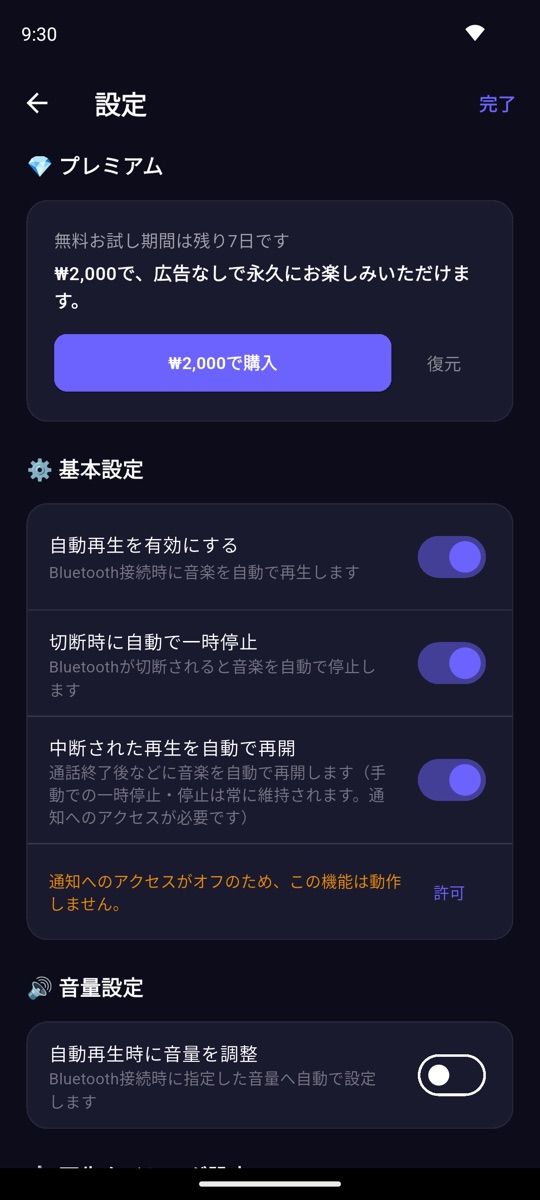 9:30
設定
完了
💎 プレミアム
無料お試し期間は残り7日です
₩2,000で、広告なしで永久にお楽しみいただけま
す。
₩2,000で購入
復元
⚙️ 基本設定
自動再生を有効にする
Bluetooth接続時に音楽を自動で再生します
切断時に自動で一時停止
Bluetoothが切断されると音楽を自動で停止し
ます
中断された再生を自動で再開
通話終了後などに音楽を自動で再開します（手
動での一時停止・停止は常に維持されます。通
知へのアクセスが必要です）
通知へのアクセスがオフのため、この機能は動作
しません。
許可
🔊 音量設定
自動再生時に音量を調整
Bluetooth接続時に指定した音量へ自動で設定
します